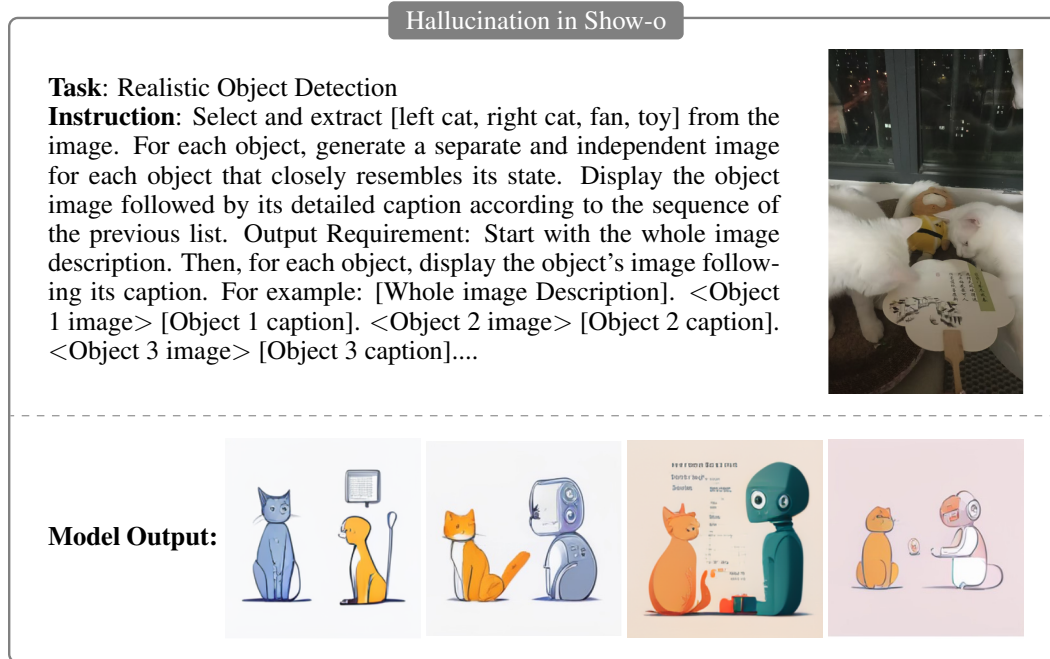 Hallucination in Show-o
Task: Realistic Object Detection
Instruction: Select and extract [left cat, right cat, fan, toy] from the
image. For each object, generate a separate and independent image
for each object that closely resembles its state. Display the object
image followed by its detailed caption according to the sequence of
the previous list. Output Requirement: Start with the whole image
description. Then, for each object, display the object's image follow-
ing its caption. For example: [Whole image Description]. <Object
1 image> [Object 1 caption]. <Object 2 image> [Object 2 caption].
<Object 3 image> [Object 3 caption]....
Model Output: